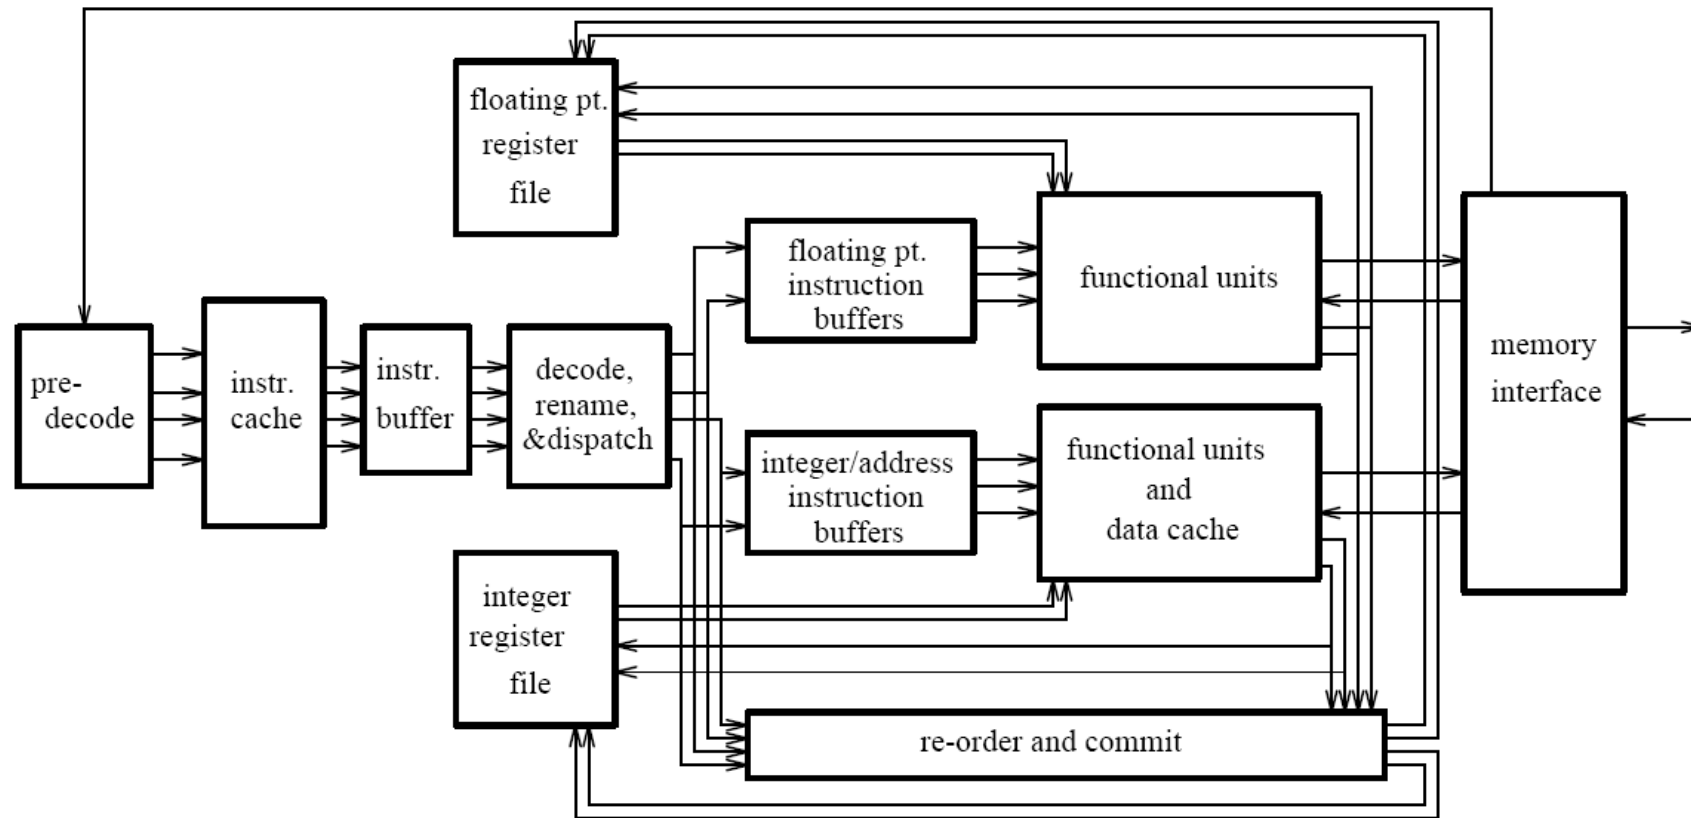 floating pt.
register
file
pre-
decode
instr.
cache
instr.
buffer
decode,
rename,
&dispatch
floating pt.
instruction
buffers
functional units
integer/address
instruction
buffers
functional units
and
data cache
memory
interface
integer
register
file
re-order and commit